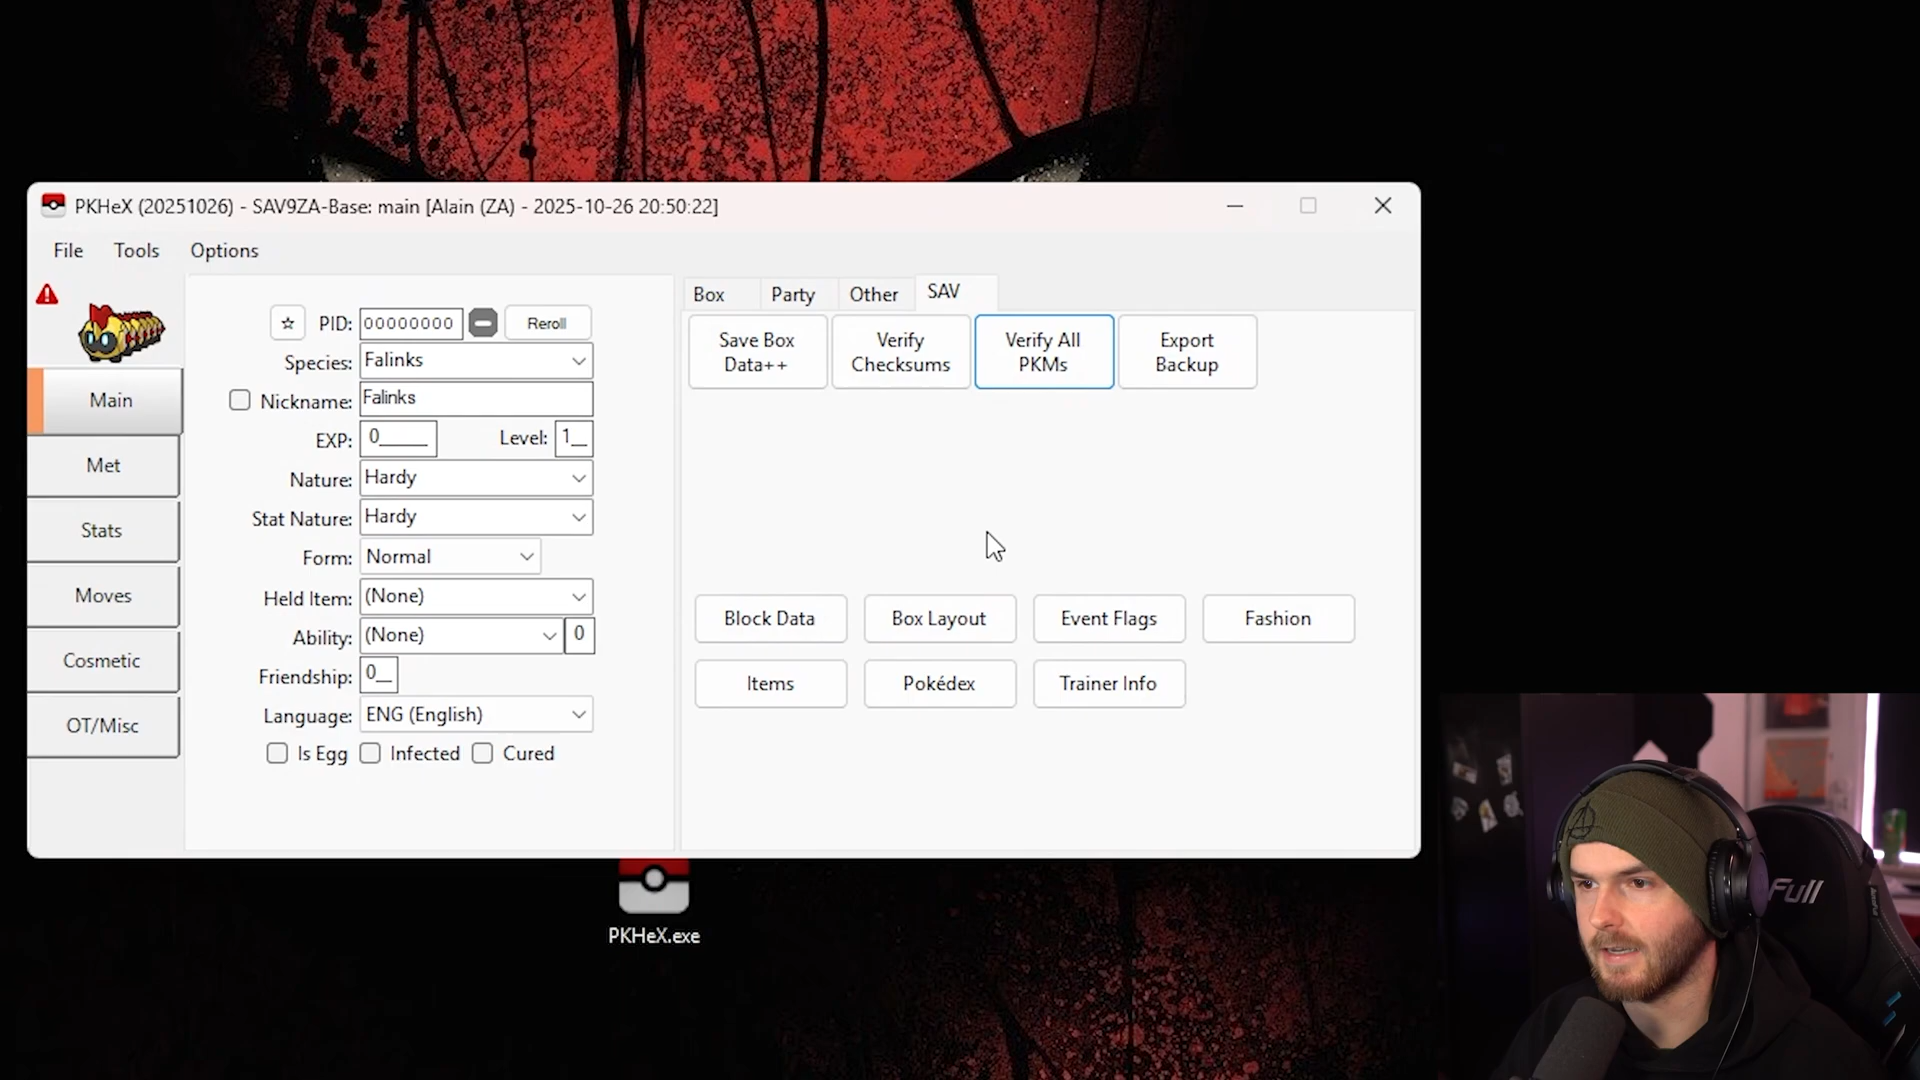 PKHeX (20251026) - SAV9ZA-Base: main [Alain (ZA) - 2025-10-26 20:50:22]
File Tools Options
Box Party Other SAV
PID: 00000000 Reroll
Species: Falinks
Nickname: Falinks
EXP: 0_____ Level: 1__
Nature: Hardy
Stat Nature: Hardy
Form: Normal
Held Item: (None)
Ability: (None) 0
Friendship: 0__
Language: ENG (English)
Is Egg Infected Cured
Main
Met
Stats
Moves
Cosmetic
OT/Misc
Save Box
Data++
Verify
Checksums
Verify All
PKMs
Export
Backup
Block Data Box Layout Event Flags Fashion
Items Pokédex Trainer Info
PKHeX.exe
Full